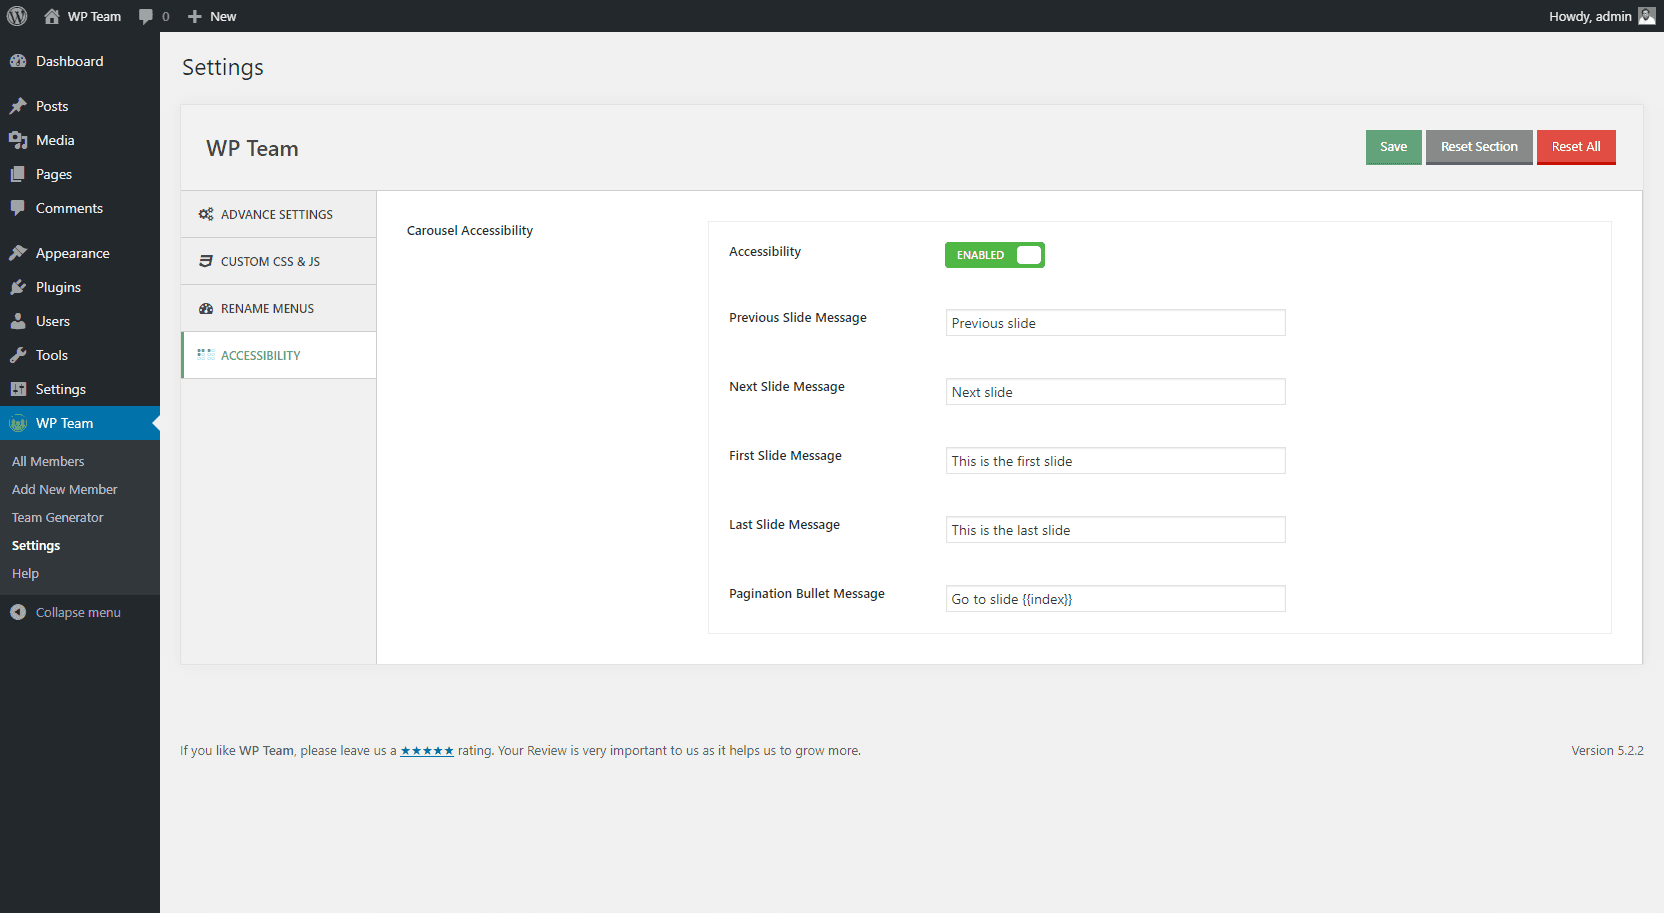 WP Team 0 New Howdy, admin
Dashboard
Posts
Media
Pages
Comments
Appearance
Plugins
Users
Tools
Settings
WP Team
All Members
Add New Member
Team Generator
Settings
Help
Collapse menu
Settings
WP Team
Save Reset Section Reset All
ADVANCE SETTINGS
CUSTOM CSS & JS
RENAME MENUS
ACCESSIBILITY
Carousel Accessibility
Accessibility ENABLED
Previous Slide Message Previous slide
Next Slide Message Next slide
First Slide Message This is the first slide
Last Slide Message This is the last slide
Pagination Bullet Message Go to slide {{index}}
If you like WP Team, please leave us a ★★★★★ rating. Your Review is very important to us as it helps us to grow more. Version 5.2.2